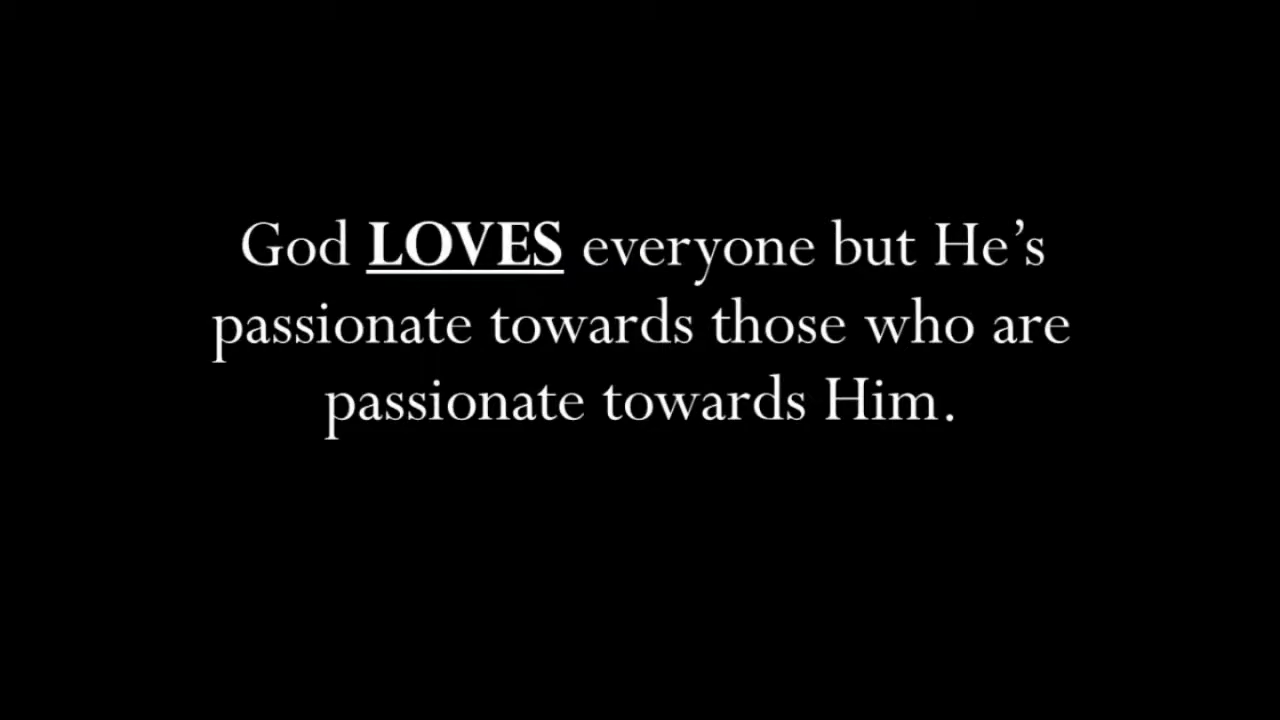 God LOVES everyone but He’s
passionate towards those who are
passionate towards Him.